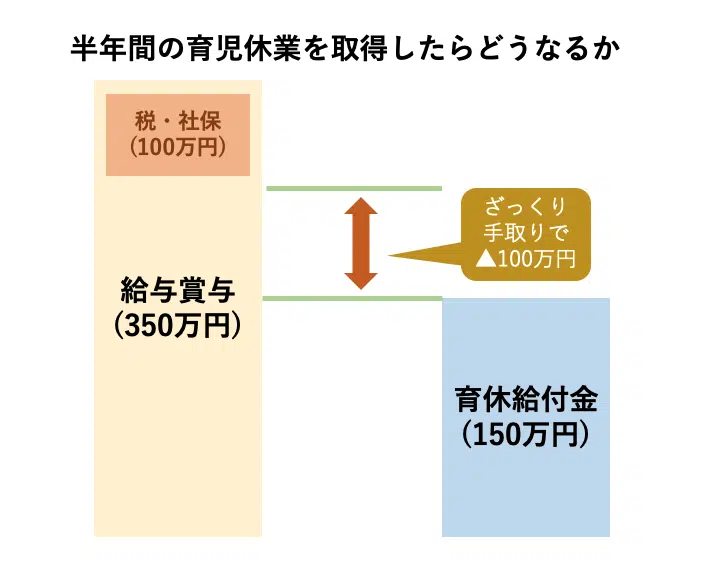 半年間の育児休業を取得したらどうなるか
税・社保
(100万円)
給与賞与
(350万円)
ざっくり
手取りで
▲100万円
育休給付金
(150万円)